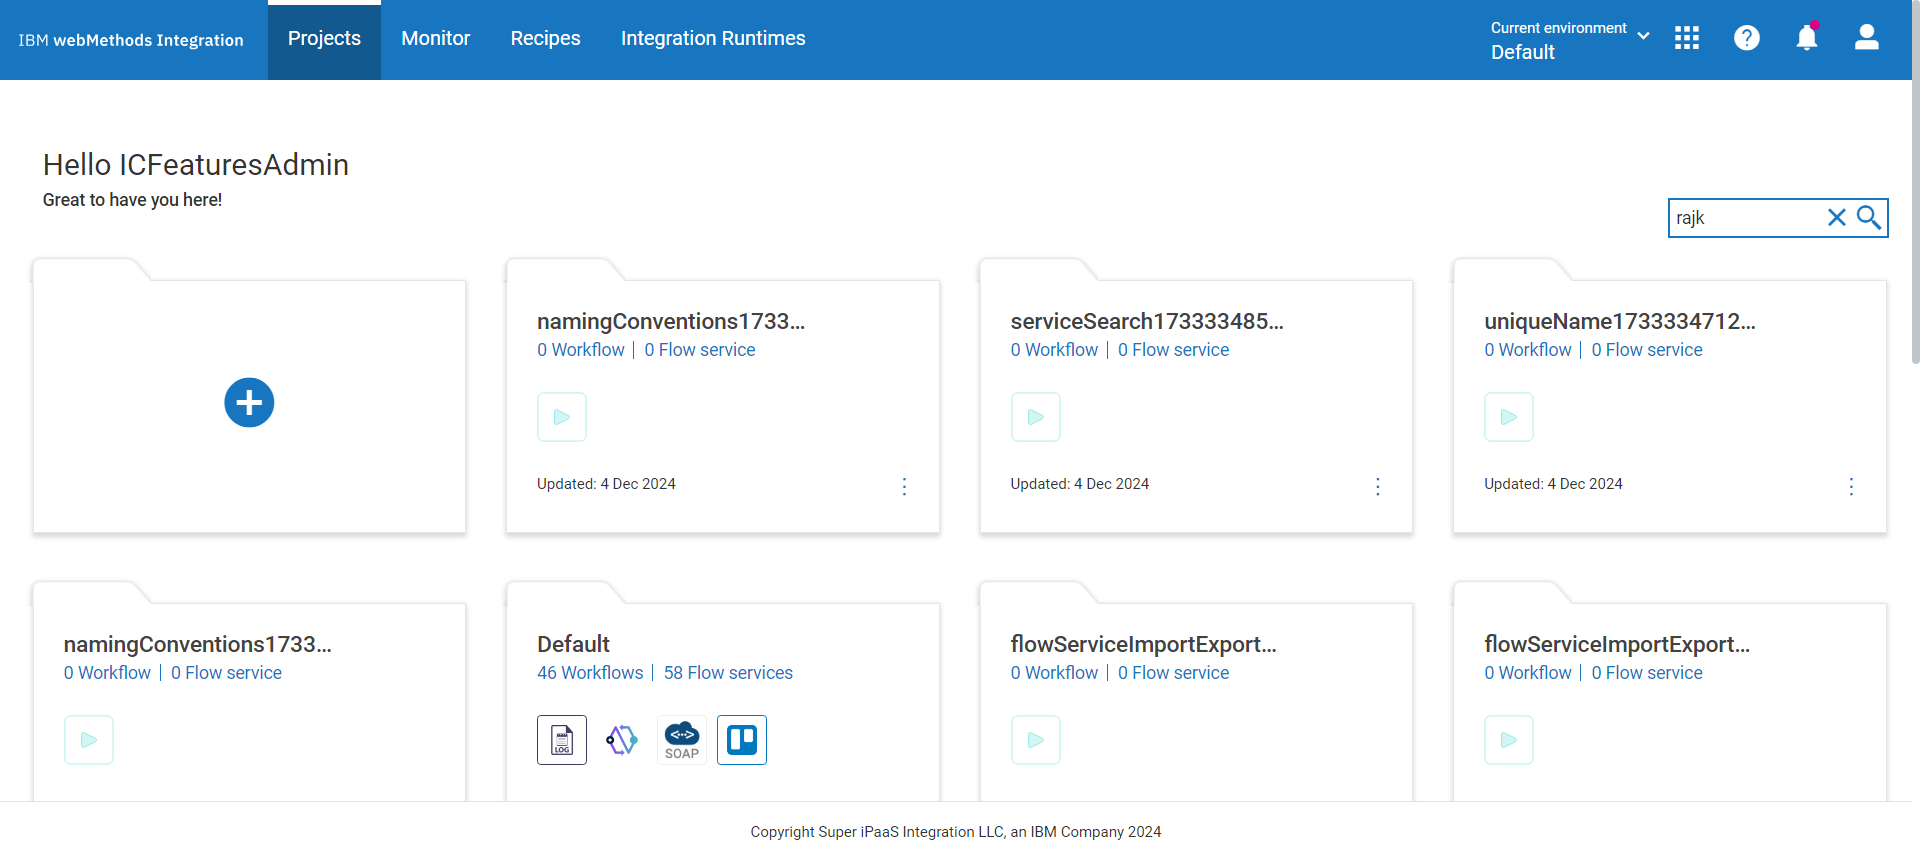 IBM webMethods Integration
Projects
Monitor
Recipes
Integration Runtimes
Current environment
Default
Hello ICFeaturesAdmin
Great to have you here!
rajk
namingConventions1733...
0 Workflow | 0 Flow service
Updated: 4 Dec 2024
serviceSearch173333485...
0 Workflow | 0 Flow service
Updated: 4 Dec 2024
uniqueName1733334712...
0 Workflow | 0 Flow service
Updated: 4 Dec 2024
namingConventions1733...
0 Workflow | 0 Flow service
Default
46 Workflows | 58 Flow services
LOG
SOAP
flowServiceImportExport...
0 Workflow | 0 Flow service
flowServiceImportExport...
0 Workflow | 0 Flow service
Copyright Super iPaaS Integration LLC, an IBM Company 2024